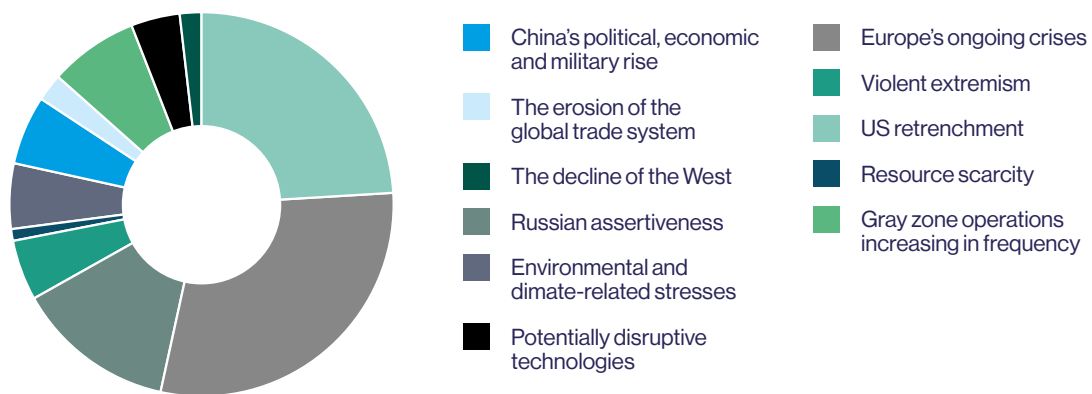 China's political, economic
and military rise
The erosion of the
global trade system
The decline of the West
Russian assertiveness
Environmental and
dimate-related stresses
Potentially disruptive
technologies
Europe's ongoing crises
Violent extremism
US retrenchment
Resource scarcity
Gray zone operations
increasing in frequency